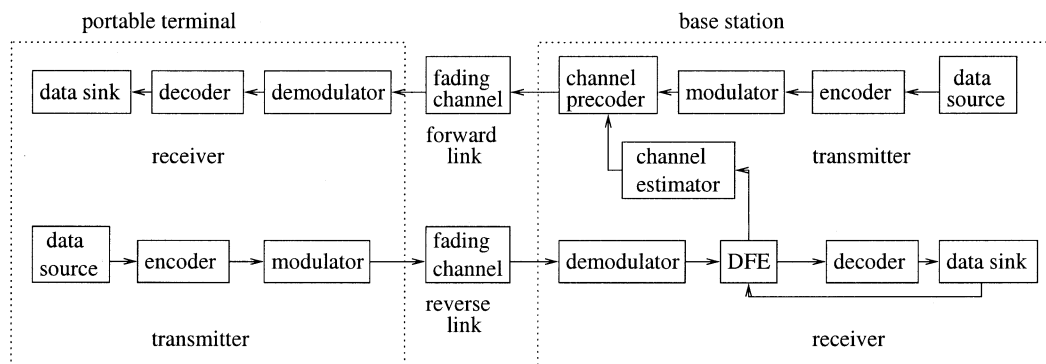 portable terminal
base station
data sink
decoder
demodulator
fading
channel
channel
precoder
modulator
encoder
data
source
forward
link
receiver
transmitter
channel
estimator
data
source
encoder
modulator
fading
channel
demodulator
DFE
decoder
data sink
reverse
link
transmitter
receiver